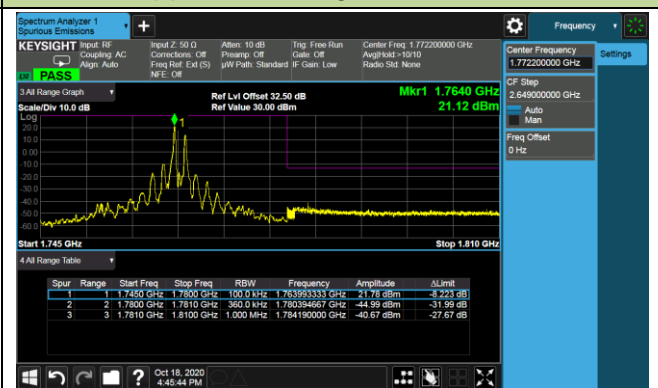 Spectrum Analyzer 1
Spurious Emissions
Frequency
KEYSIGHT
Input: RF
Coupling: AC
Align: Auto
Input Z: 50 Ω
Corrections: Off
Freq Ref: Ext (S)
NFE: Off
Atten: 10 dB
Preamp: Off
µW Path: Standard
Trig: Free Run
Gate: Off
IF Gain: Low
Center Freq: 1.772200000 GHz
Avg|Hold:>10/10
Radio Std: None
PASS
Center Frequency
1.772200000 GHz
Settings
CF Step
2.649000000 GHz
Auto
Man
Freq Offset
0 Hz
3 All Range Graph
Scale/Div 10.0 dB
Ref Lvl Offset 32.50 dB
Ref Value 30.00 dBm
Mkr1 1.7640 GHz
21.12 dBm
Log
20.0
10.0
0.00
-10.0
-20.0
-30.0
-40.0
-50.0
-60.0
1
Start 1.745 GHz
Stop 1.810 GHz
4 All Range Table
Spur Range Start Freq Stop Freq RBW Frequency Amplitude ΔLimit
1 1 1.7450 GHz 1.7800 GHz 100.0 kHz 1.763993333 GHz 21.78 dBm -8.223 dB
2 2 1.7800 GHz 1.7810 GHz 360.0 kHz 1.780394667 GHz -44.99 dBm -31.99 dB
3 3 1.7810 GHz 1.8100 GHz 1.000 MHz 1.784190000 GHz -40.67 dBm -27.67 dB
?
Oct 18, 2020
4:45:44 PM